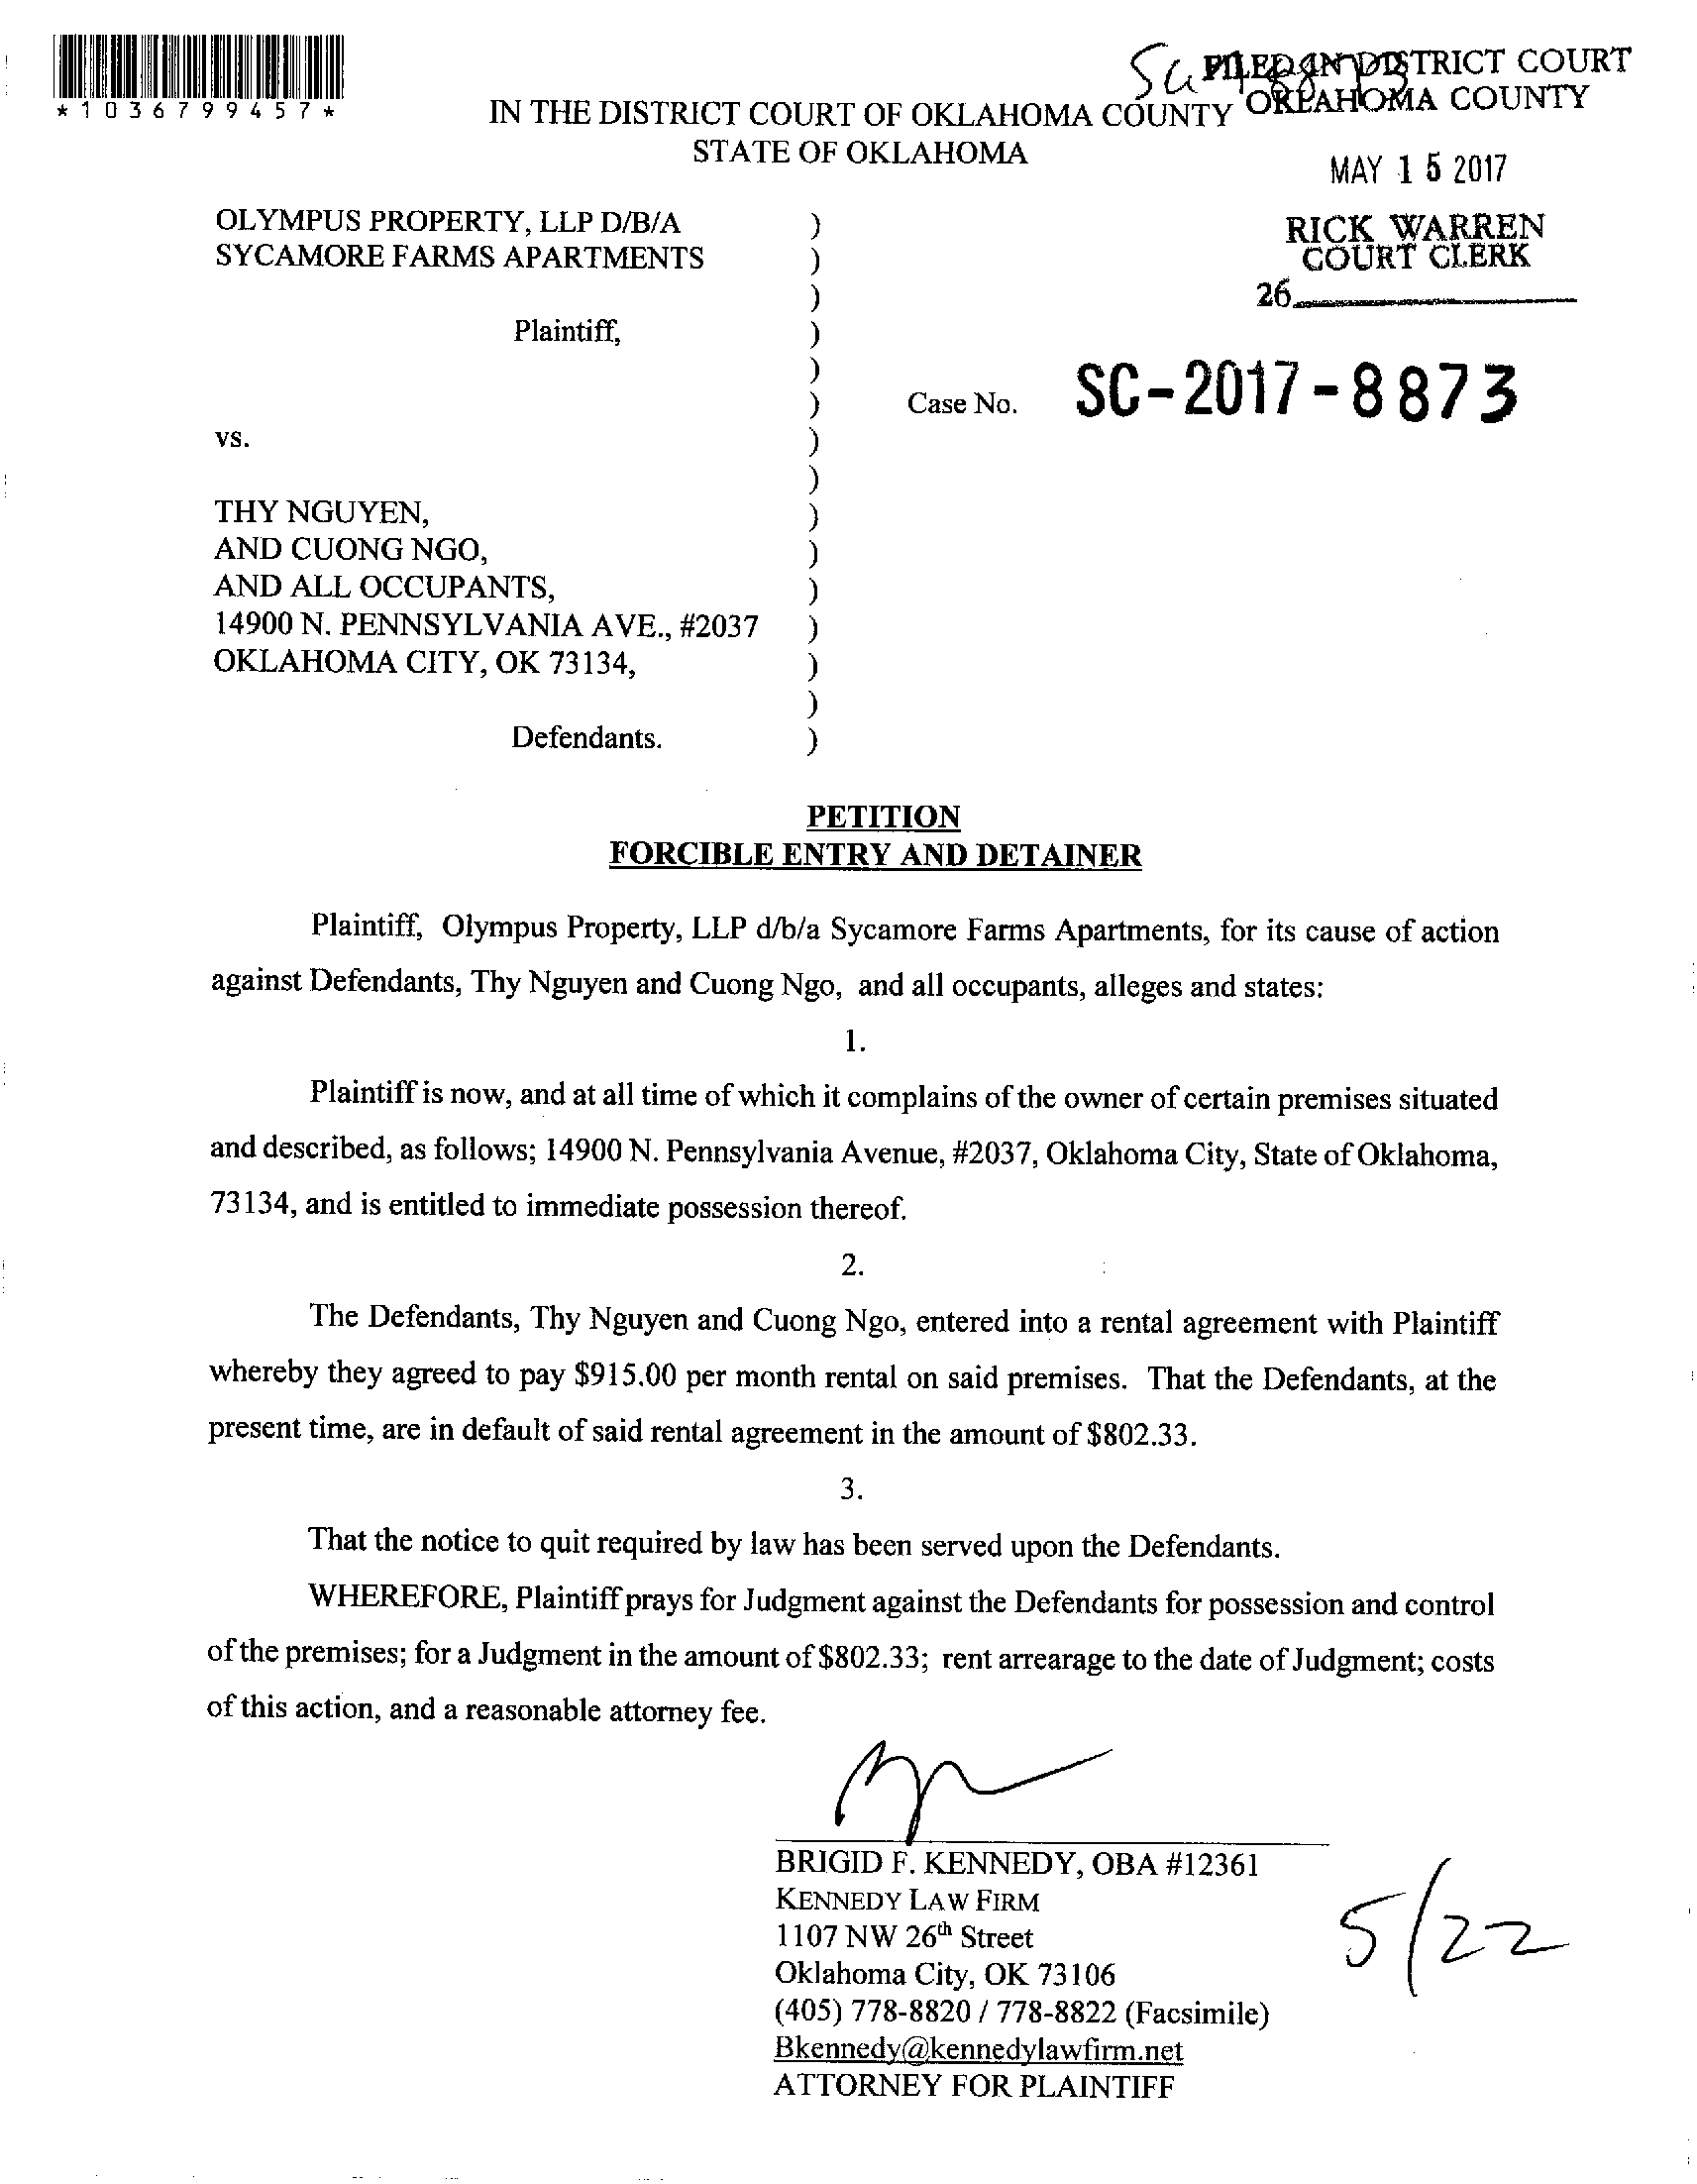 *1036799457*
FILED IN DISTRICT COURT
OKLAHOMA COUNTY
IN THE DISTRICT COURT OF OKLAHOMA COUNTY
STATE OF OKLAHOMA
MAY 15 2017
RICK WARREN
COURT CLERK
26
OLYMPUS PROPERTY, LLP D/B/A )
SYCAMORE FARMS APARTMENTS )
)
Plaintiff, )
)
Case No. SC-2017-8873
)
vs. )
)
THY NGUYEN, )
AND CUONG NGO, )
AND ALL OCCUPANTS, )
14900 N. PENNSYLVANIA AVE., #2037 )
OKLAHOMA CITY, OK 73134, )
)
Defendants. )
PETITION
FORCIBLE ENTRY AND DETAINER
Plaintiff, Olympus Property, LLP d/b/a Sycamore Farms Apartments, for its cause of action
against Defendants, Thy Nguyen and Cuong Ngo, and all occupants, alleges and states:
1.
Plaintiff is now, and at all time of which it complains of the owner of certain premises situated
and described, as follows; 14900 N. Pennsylvania Avenue, #2037, Oklahoma City, State of Oklahoma,
73134, and is entitled to immediate possession thereof.
2.
The Defendants, Thy Nguyen and Cuong Ngo, entered into a rental agreement with Plaintiff
whereby they agreed to pay $915.00 per month rental on said premises. That the Defendants, at the
present time, are in default of said rental agreement in the amount of $802.33.
3.
That the notice to quit required by law has been served upon the Defendants.
WHEREFORE, Plaintiff prays for Judgment against the Defendants for possession and control
of the premises; for a Judgment in the amount of $802.33; rent arrearage to the date of Judgment; costs
of this action, and a reasonable attorney fee.
BRIGID F. KENNEDY, OBA #12361
KENNEDY LAW FIRM
1107 NW 26th Street
Oklahoma City, OK 73106
(405) 778-8820 / 778-8822 (Facsimile)
Bkennedy@kennedylawfirm.net
ATTORNEY FOR PLAINTIFF
5/22